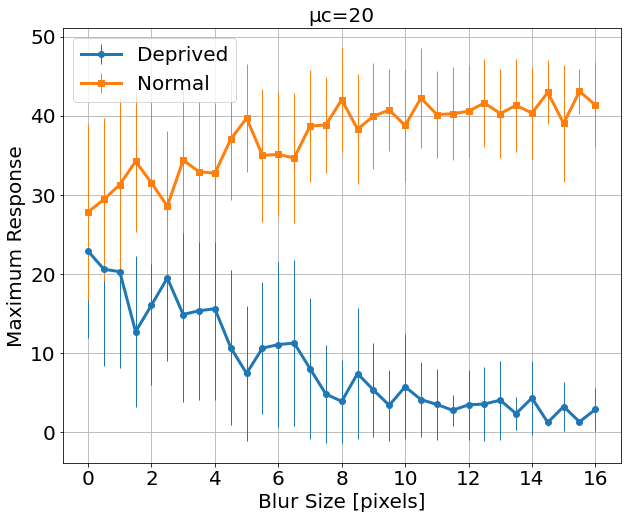 μc=20
Deprived
Normal
Maximum Response
50
40
30
20
10
0
0 2 4 6 8 10 12 14 16
Blur Size [pixels]